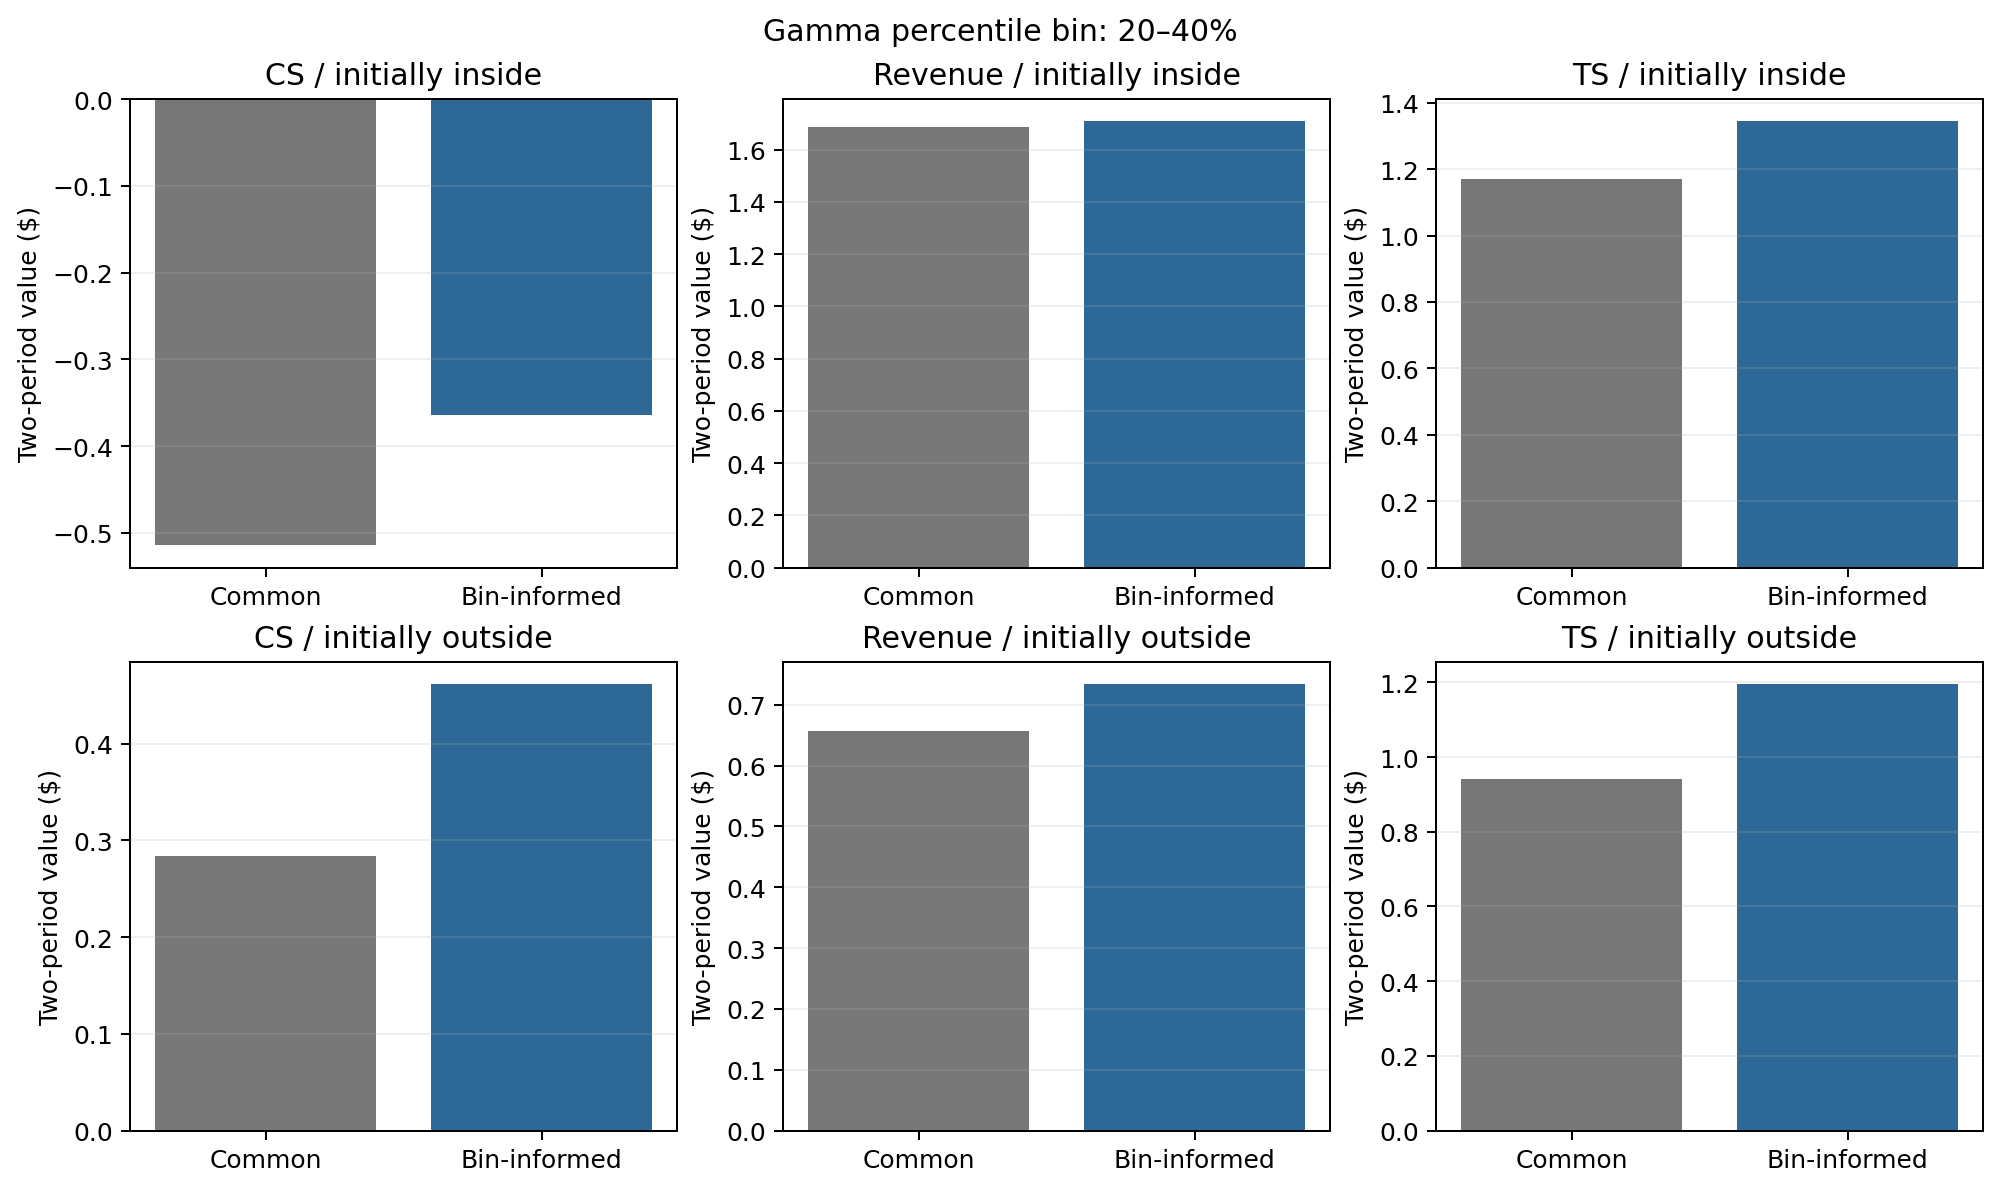 Gamma percentile bin: 20–40%
CS / initially inside
Two-period value ($)
0.0
−0.1
−0.2
−0.3
−0.4
−0.5
Common
Bin-informed
Revenue / initially inside
Two-period value ($)
1.6
1.4
1.2
1.0
0.8
0.6
0.4
0.2
0.0
Common
Bin-informed
TS / initially inside
Two-period value ($)
1.4
1.2
1.0
0.8
0.6
0.4
0.2
0.0
Common
Bin-informed
CS / initially outside
Two-period value ($)
0.4
0.3
0.2
0.1
0.0
Common
Bin-informed
Revenue / initially outside
Two-period value ($)
0.7
0.6
0.5
0.4
0.3
0.2
0.1
0.0
Common
Bin-informed
TS / initially outside
Two-period value ($)
1.2
1.0
0.8
0.6
0.4
0.2
0.0
Common
Bin-informed